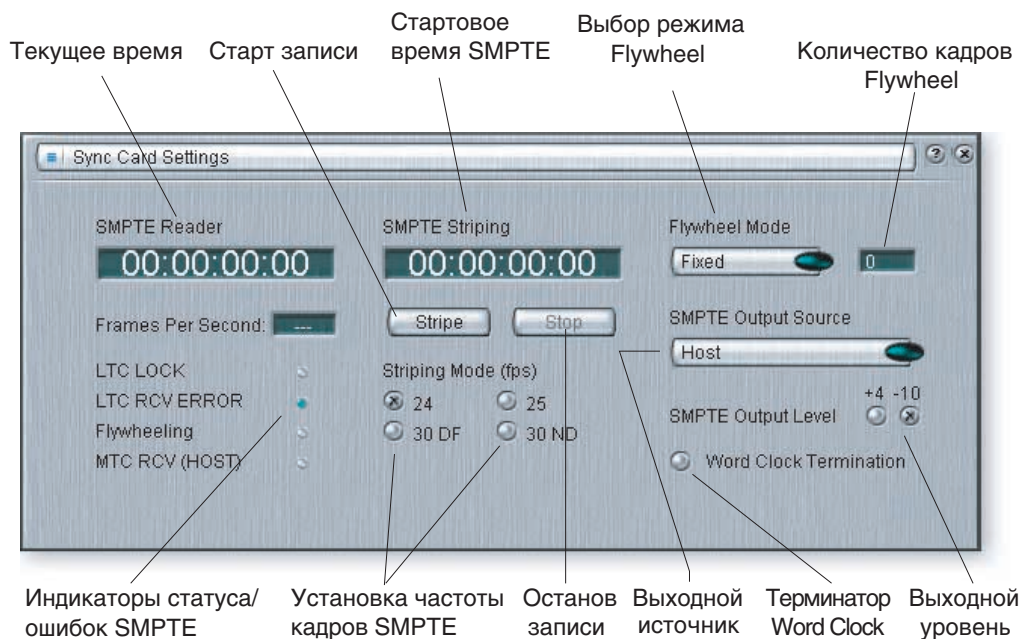 Стартовое
Выбор режима
Текущее время Старт записи время SMPTE Flywheel Количество кадров
Flywheel
Sync Card Settings
?
SMPTE Reader SMPTE Striping Flywheel Mode
00:00:00:00 00:00:00:00 Fixed 0
Frames Per Second: --- Stripe Stop SMPTE Output Source
Host
LTC LOCK Striping Mode (fps)
LTC RCV ERROR 24 25 +4 -10
SMPTE Output Level
Flywheeling 30 DF 30 ND
MTC RCV (HOST) Word Clock Termination
Индикаторы статуса/ Установка частоты Останов Выходной Терминатор Выходной
ошибок SMPTE кадров SMPTE записи источник Word Clock уровень